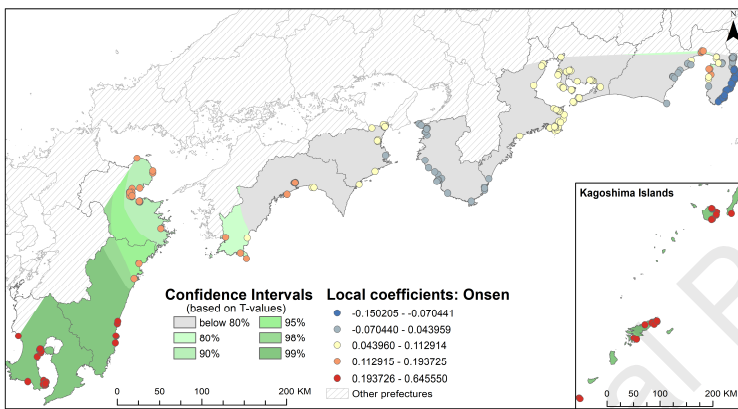 N
Kagoshima Islands
Confidence Intervals
(based on T-values)
below 80%
80%
90%
95%
98%
99%
Local coefficients: Onsen
-0.150205 - -0.070441
-0.070440 - 0.043959
0.043960 - 0.112914
0.112915 - 0.193725
0.193726 - 0.645550
Other prefectures
0 50 100 200 KM
0 50 100 200 KM